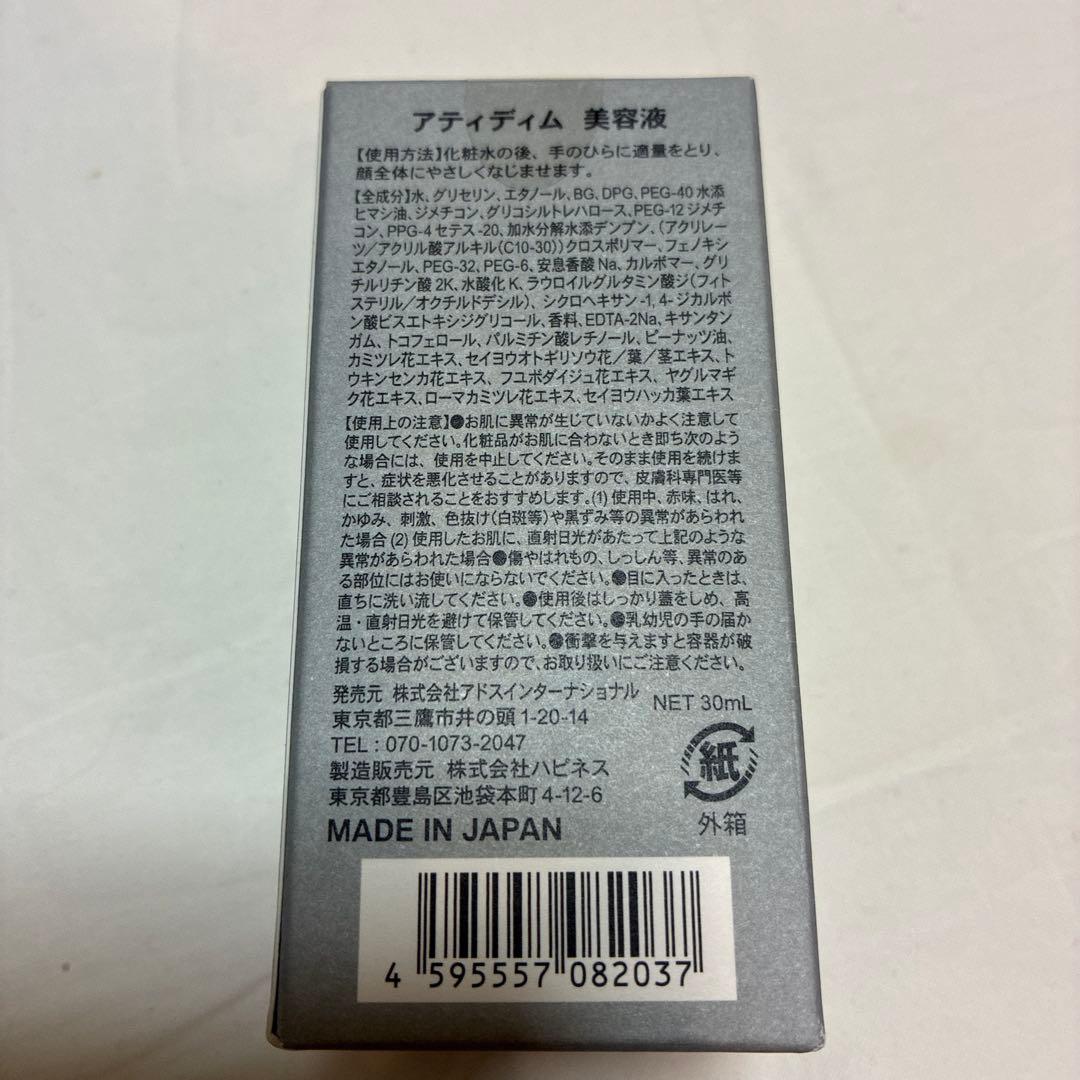 アティディム 美容液
【使用方法】化粧水の後、手のひらに適量をとり、
顔全体にやさしくなじませます。
【全成分】水、グリセリン、エタノール、BG、DPG、PEG-40水添
ヒマシ油、ジメチコン、グリコシルトレハロース、PEG-12ジメチ
コン、PPG-4セテス-20、加水分解水添デンプン、（アクリレー
ツ/アクリル酸アルキル(C10-30)）クロスポリマー、フェノキシ
エタノール、PEG-32、PEG-6、安息香酸Na、カルボマー、グリ
チルリチン酸2K、水酸化K、ラウロイルグルタミン酸ジ（フィト
ステリル/オクチルドデシル）、シクロヘキサン-1, 4-ジカルボ
ン酸ビスエトキシジグリコール、香料、EDTA-2Na、キサンタン
ガム、トコフェロール、パルミチン酸レチノール、ピーナッツ油、
カミツレ花エキス、セイヨウオトギリソウ花/葉/茎エキス、ト
ウキンセンカ花エキス、フユボダイジュ花エキス、ヤグルマギ
ク花エキス、ローマカミツレ花エキス、セイヨウハッカ葉エキス
【使用上の注意】●お肌に異常が生じていないかよく注意して
使用してください。化粧品がお肌に合わないとき即ち次のよう
な場合には、使用を中止してください。そのまま使用を続けま
すと、症状を悪化させることがありますので、皮膚科専門医等
にご相談されることをおすすめします。(1)使用中、赤味、はれ、
かゆみ、刺激、色抜け(白斑等)や黒ずみ等の異常があらわれ
た場合(2)使用したお肌に、直射日光があたって上記のような
異常があらわれた場合●傷やはれもの、しっしん等、異常のあ
る部位にはお使いにならないでください。●目に入ったときは、
直ちに洗い流してください。●使用後はしっかり蓋をしめ、高
温・直射日光を避けて保管してください。●乳幼児の手の届か
ないところに保管してください。●衝撃を与えますと容器が破
損する場合がございますので、お取り扱いにご注意ください。
発売元 株式会社アドスインターナショナル
東京都三鷹市井の頭1-20-14
TEL : 070-1073-2047
製造販売元 株式会社ハピネス
東京都豊島区池袋本町4-12-6
MADE IN JAPAN
NET 30mL
紙
外箱
4 595557 082037